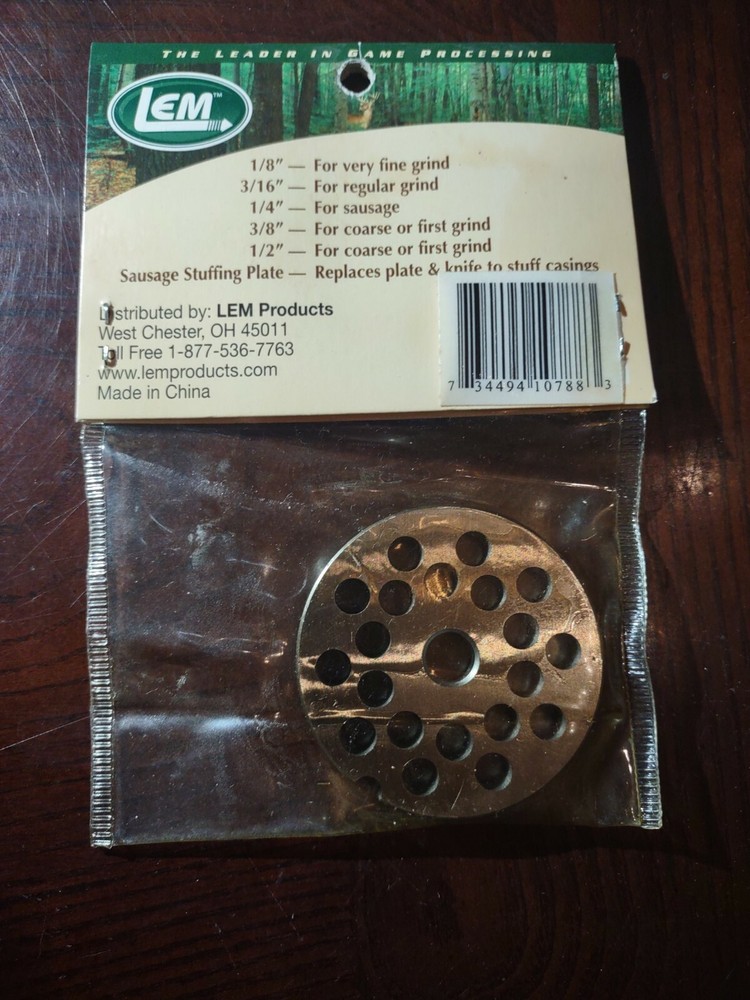 THE LEADER IN GAME PROCESSING
LEM™
1/8" — For very fine grind
3/16" — For regular grind
1/4" — For sausage
3/8" — For coarse or first grind
1/2" — For coarse or first grind
Sausage Stuffing Plate — Replaces plate & knife to stuff casings
Distributed by: LEM Products
West Chester, OH 45011
Toll Free 1-877-536-7763
www.lemproducts.com
Made in China
7 34494 10788 3